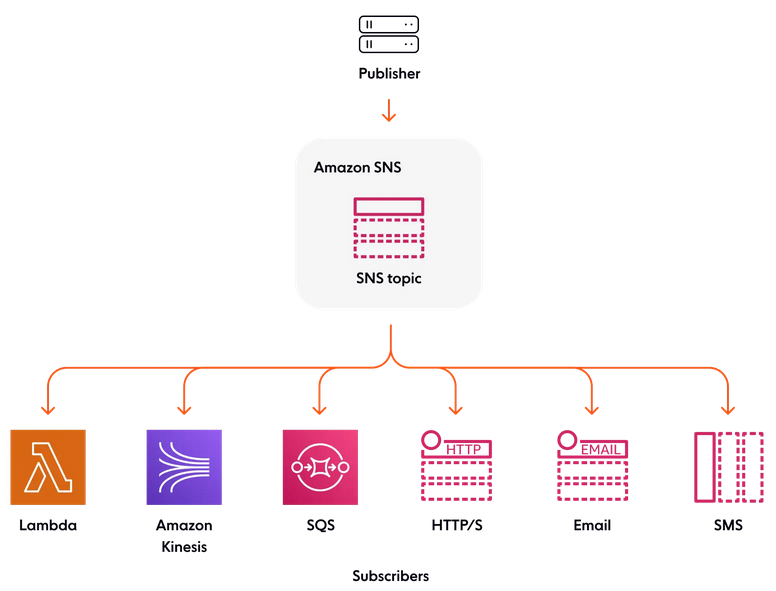 Publisher
Amazon SNS
SNS topic
HTTP
EMAIL
Lambda
Amazon
Kinesis
SQS
HTTP/S
Email
SMS
Subscribers